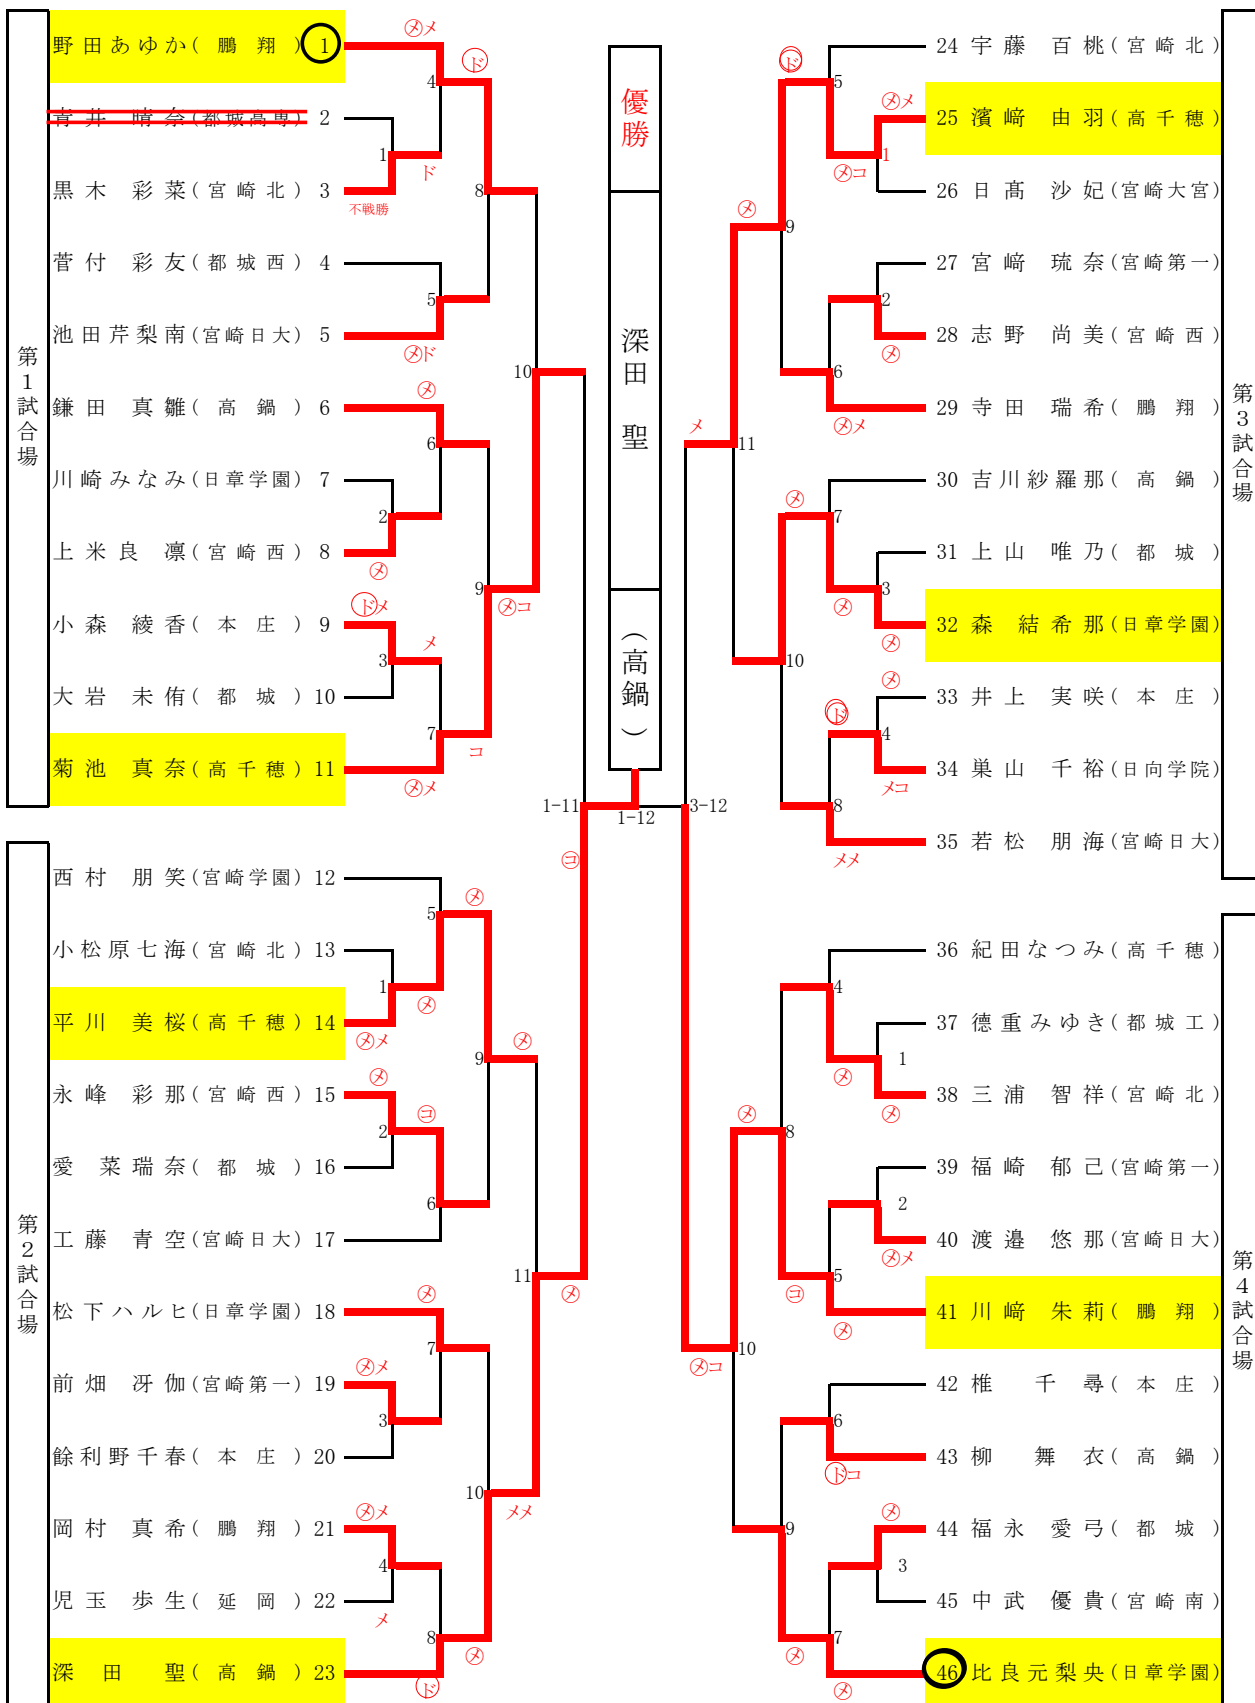 第1試合場
野田あゆか(鵬翔) 1
青井晴奈(都城高専) 2
黒木彩菜(宮崎北) 3
不戦勝
菅付彩友(都城西) 4
池田芹梨南(宮崎日大) 5
鎌田真雛(高鍋) 6
川崎みなみ(日章学園) 7
上米良凛(宮崎西) 8
小森綾香(本庄) 9
大岩未侑(都城) 10
菊池真奈(高千穂) 11
第2試合場
西村朋笑(宮崎学園) 12
小松原七海(宮崎北) 13
平川美桜(高千穂) 14
永峰彩那(宮崎西) 15
愛菜瑞奈(都城) 16
工藤青空(宮崎日大) 17
松下ハルヒ(日章学園) 18
前畑冴伽(宮崎第一) 19
餘利野千春(本庄) 20
岡村真希(鵬翔) 21
児玉歩生(延岡) 22
深田聖(高鍋) 23
優勝
深田聖
(高鍋)
1-11
1-12
3-12
第3試合場
24 宇藤百桃(宮崎北)
25 濱﨑由羽(高千穂)
26 日髙沙妃(宮崎大宮)
27 宮﨑琉奈(宮崎第一)
28 志野尚美(宮崎西)
29 寺田瑞希(鵬翔)
30 吉川紗羅那(高鍋)
31 上山唯乃(都城)
32 森結希那(日章学園)
33 井上実咲(本庄)
34 巣山千裕(日向学院)
35 若松朋海(宮崎日大)
第4試合場
36 紀田なつみ(高千穂)
37 德重みゆき(都城工)
38 三浦智祥(宮崎北)
39 福崎郁己(宮崎第一)
40 渡邉悠那(宮崎日大)
41 川﨑朱莉(鵬翔)
42 椎千尋(本庄)
43 柳舞衣(高鍋)
44 福永愛弓(都城)
45 中武優貴(宮崎南)
46 比良元梨央(日章学園)